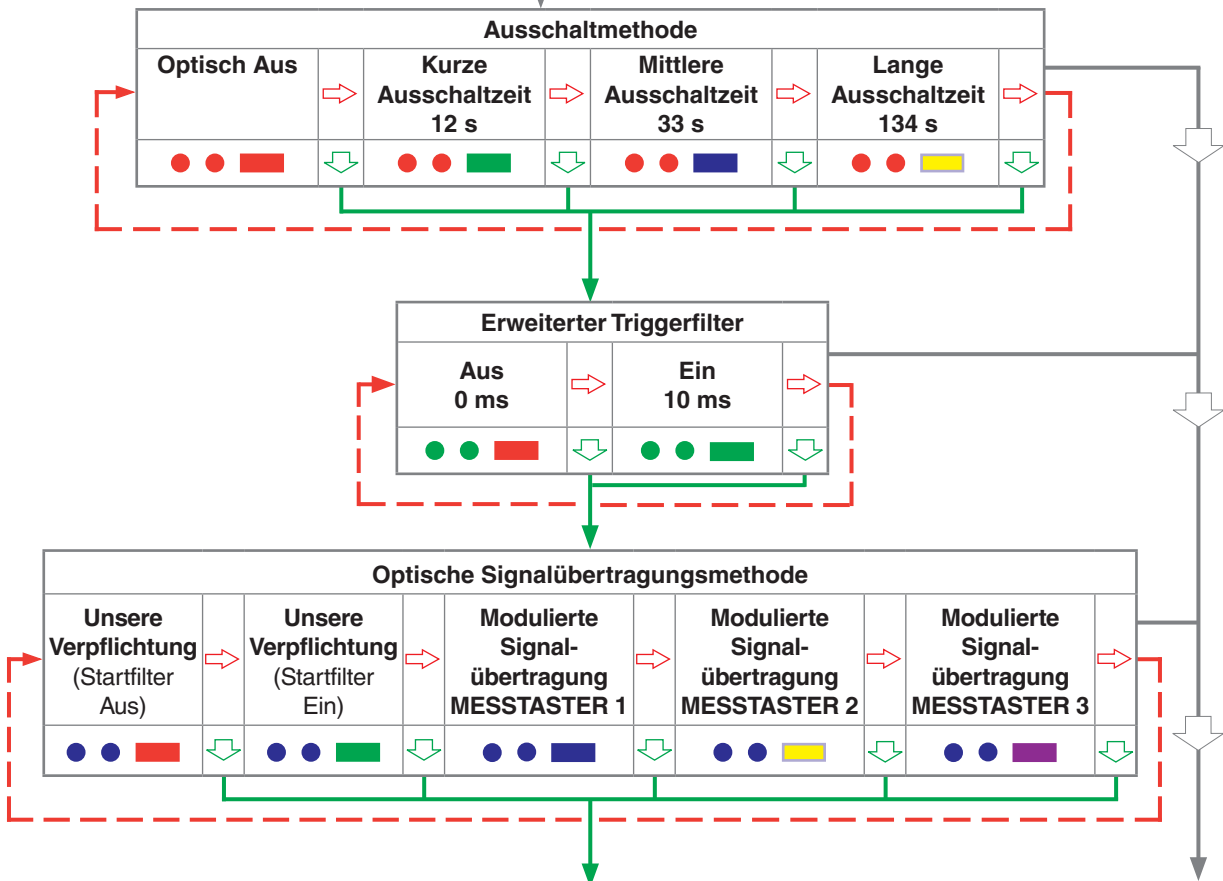 Ausschaltmethode
Optisch Aus
Kurze
Ausschaltzeit
12 s
Mittlere
Ausschaltzeit
33 s
Lange
Ausschaltzeit
134 s
Erweiterter Triggerfilter
Aus
0 ms
Ein
10 ms
Optische Signalübertragungsmethode
Unsere
Verpflichtung
(Startfilter
Aus)
Unsere
Verpflichtung
(Startfilter
Ein)
Modulierte
Signal-
übertragung
MESSTASTER 1
Modulierte
Signal-
übertragung
MESSTASTER 2
Modulierte
Signal-
übertragung
MESSTASTER 3